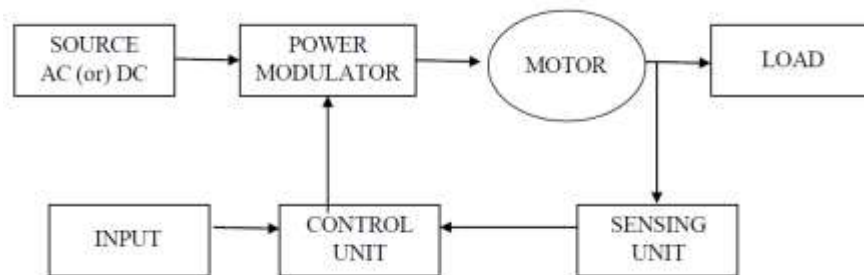 SOURCE
AC (or) DC
POWER
MODULATOR
MOTOR
LOAD
INPUT
CONTROL
UNIT
SENSING
UNIT